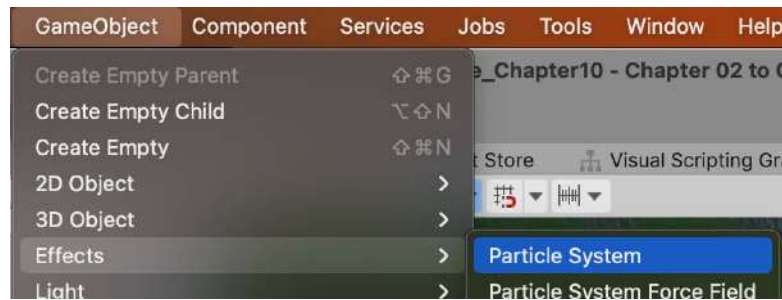 GameObject Component Services Jobs Tools Window Help
Create Empty Parent ⇧⌘G
e_Chapter10 - Chapter 02 to
Create Empty Child ⌥⇧N
Create Empty ⇧⌘N
t Store Visual Scripting Gr
2D Object >
3D Object >
Effects > Particle System
Light > Particle System Force Field